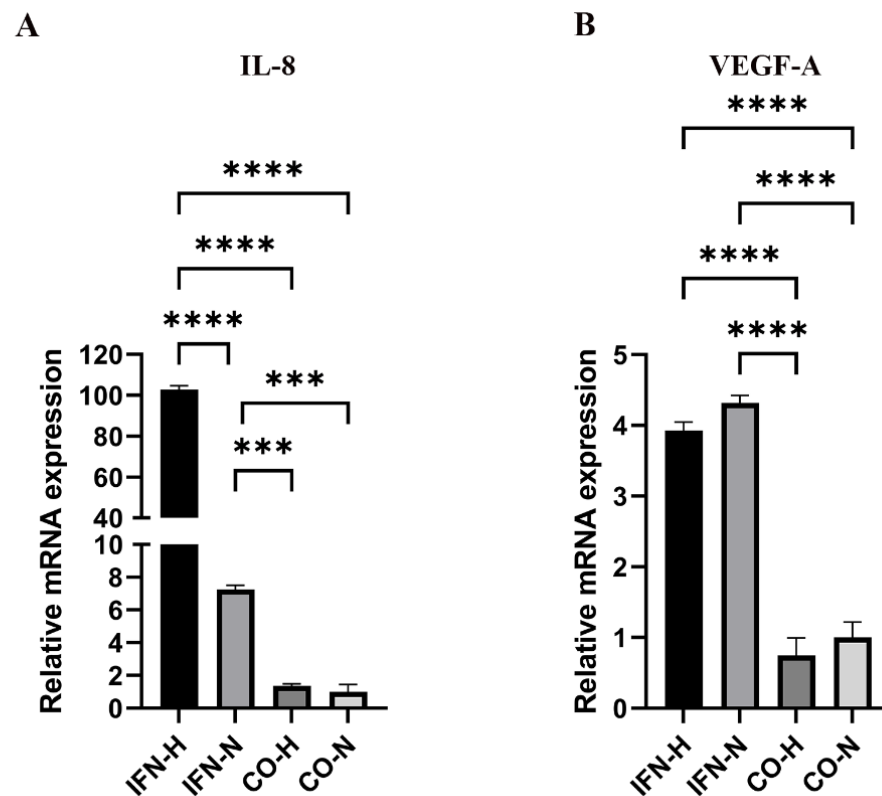 A
IL-8
****
****
****
***
***
Relative mRNA expression
120
100
80
60
40
10
8
6
4
2
0
IFN-H
IFN-N
CO-H
CO-N
B
VEGF-A
****
****
****
****
Relative mRNA expression
5
4
3
2
1
0
IFN-H
IFN-N
CO-H
CO-N